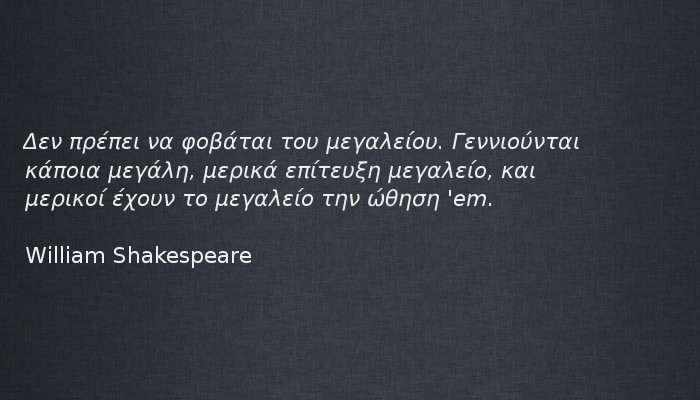 Δεν πρέπει να φοβάται του μεγαλείου. Γεννιούνται
κάποια μεγάλη, μερικά επίτευξη μεγαλείο, και
μερικοί έχουν το μεγαλείο την ώθηση 'em.
William Shakespeare